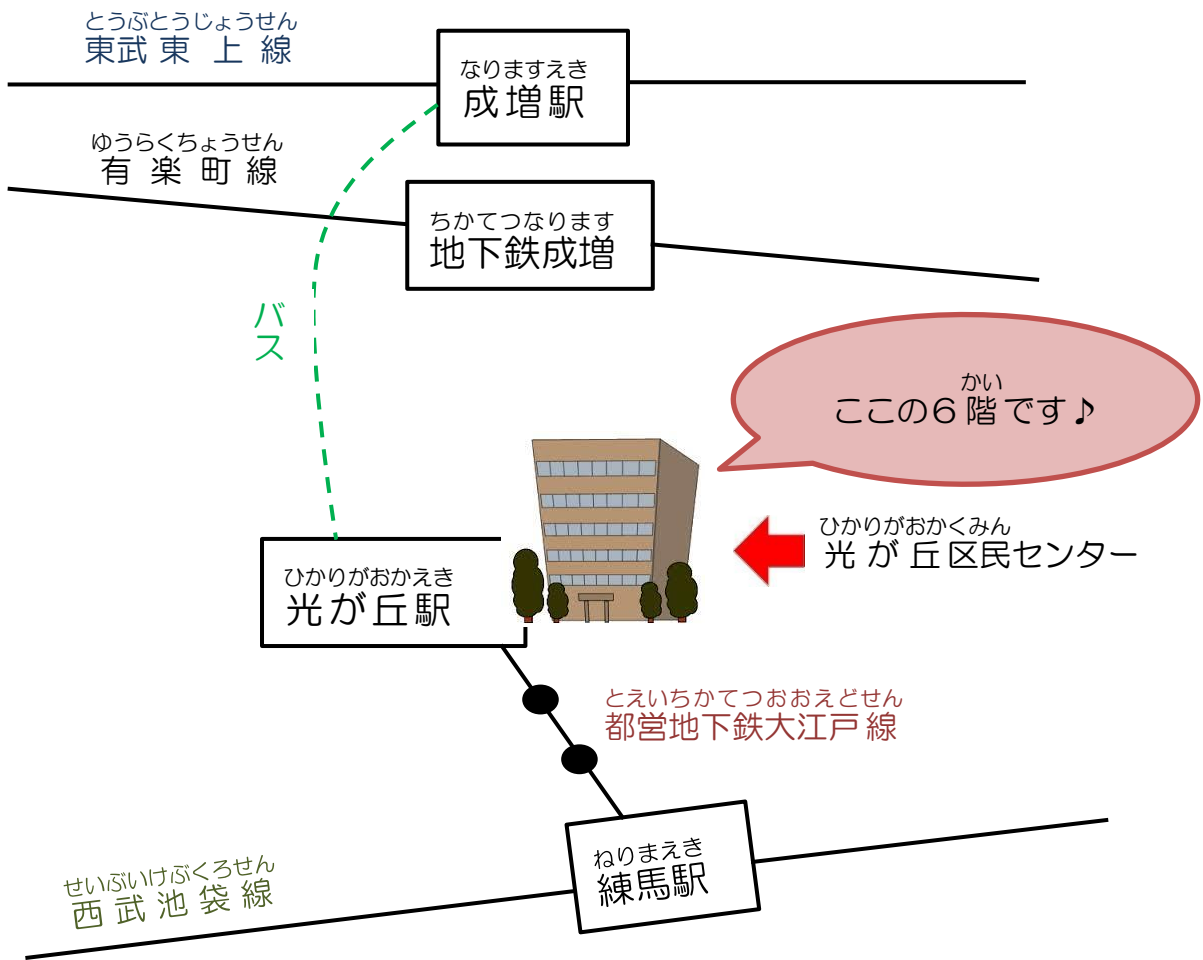 とうぶとうじょうせん
東武東上線
なりますえき
成増駅
ゆうらくちょうせん
有楽町線
ちかてつなります
地下鉄成増
バス
かい
ここの6階です♪
ひかりがおかくみん
光が丘区民センター
ひかりがおかえき
光が丘駅
とえいちかてつおおえどせん
都営地下鉄大江戸線
ねりまえき
練馬駅
せいぶいけぶくろせん
西武池袋線